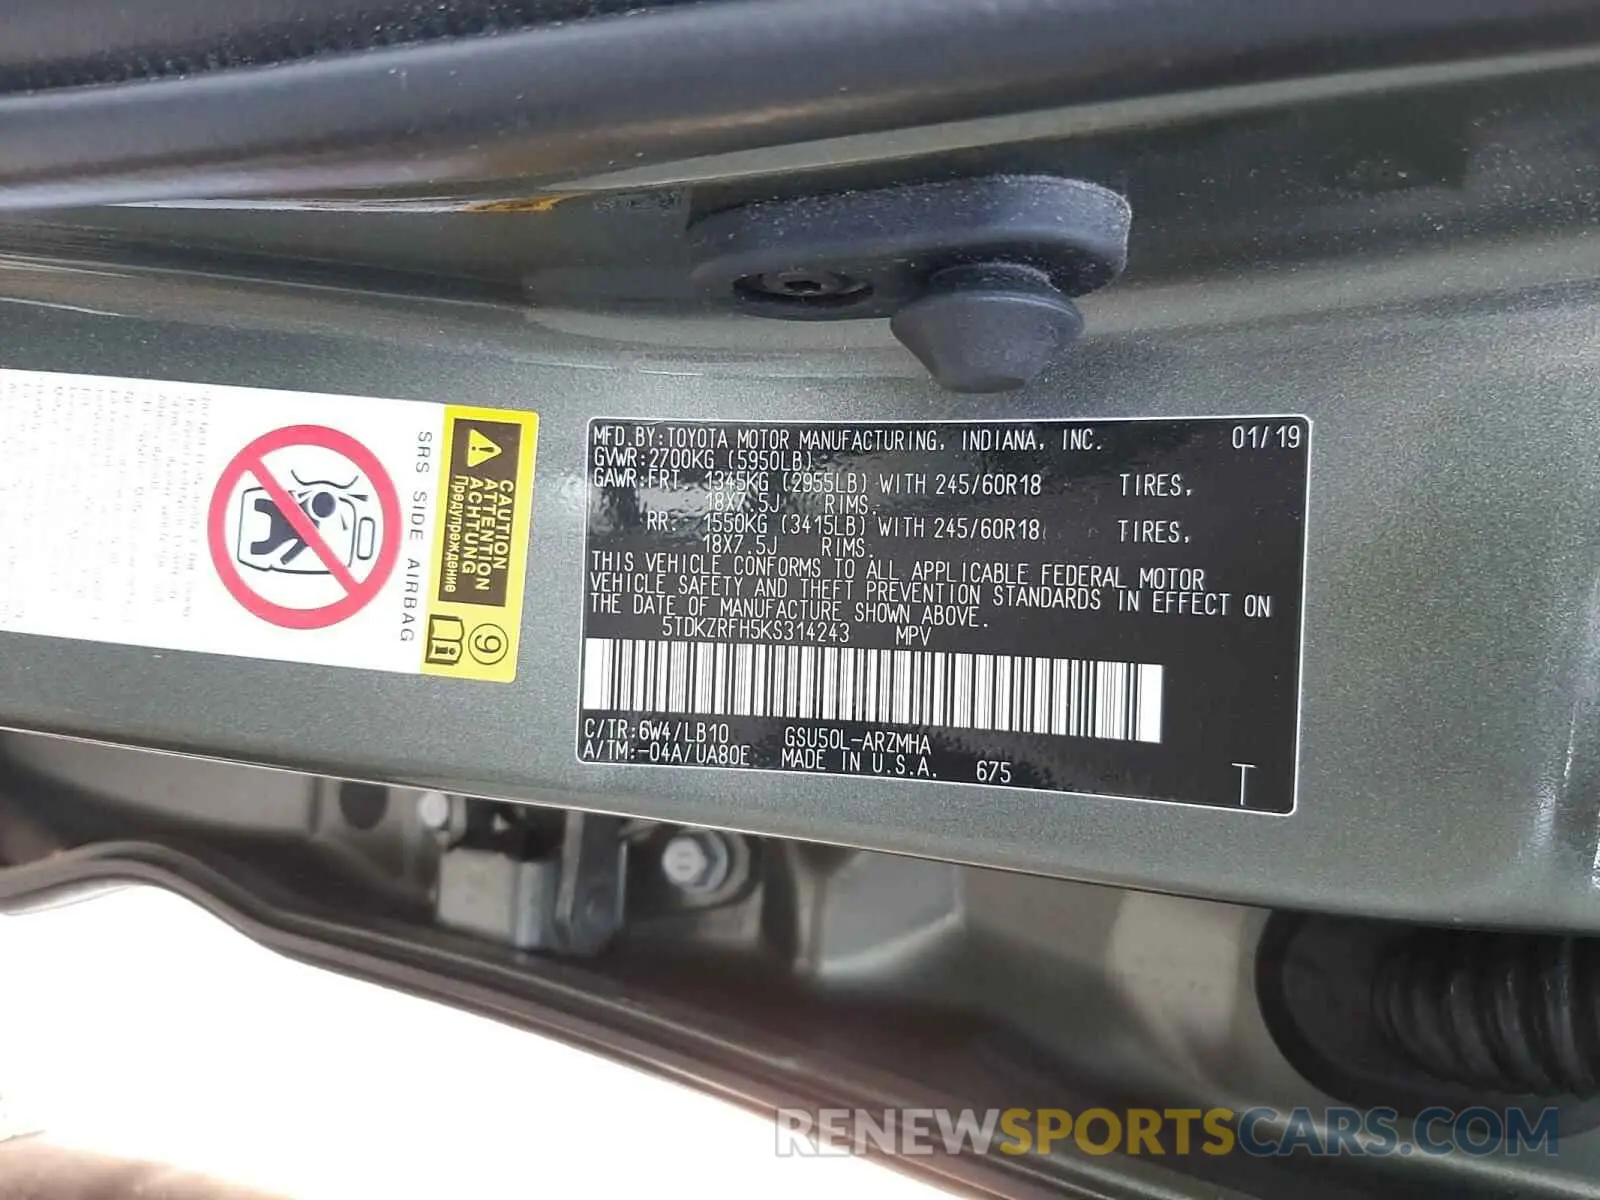 MFD.BY:TOYOTA MOTOR MANUFACTURING, INDIANA, INC. 01/19
GVWR:2700KG (5950LB)
GAWR:FRT. 1345KG (2955LB) WITH 245/60R18 TIRES,
18X7.5J RIMS.
RR. 1550KG (3415LB) WITH 245/60R18 TIRES,
18X7.5J RIMS.
THIS VEHICLE CONFORMS TO ALL APPLICABLE FEDERAL MOTOR
VEHICLE SAFETY AND THEFT PREVENTION STANDARDS IN EFFECT ON
THE DATE OF MANUFACTURE SHOWN ABOVE.
5TDKZRFH5KS314243 MPV
C/TR:6W4/LB10 GSU50L-ARZMHA
A/TM:-04A/UA80E MADE IN U.S.A. 675
T
CAUTION
ATTENTION
ACHTUNG
Предупреждение
9
SRS SIDE AIRBAG
RENEWSPORTSCARS.COM